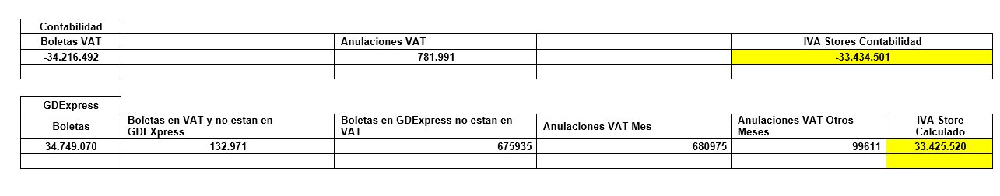 Contabilidad
Boletas VAT Anulaciones VAT IVA Stores Contabilidad
-34.216.492 781.991 -33.434.501
GDExpress
Boletas
Boletas en VAT y no estan en
GDEXpress
Boletas en GDExpress no estan en
VAT
Anulaciones VAT Mes
Anulaciones VAT Otros
Meses
IVA Store
Calculado
34.749.070 132.971 675935 680975 99611 33.425.520